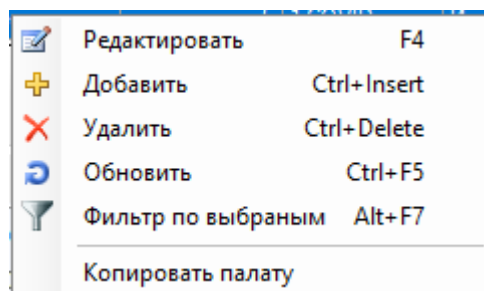 Редактировать F4
Добавить Ctrl+Insert
Удалить Ctrl+Delete
Обновить Ctrl+F5
Фильтр по выбраным Alt+F7
Копировать палату